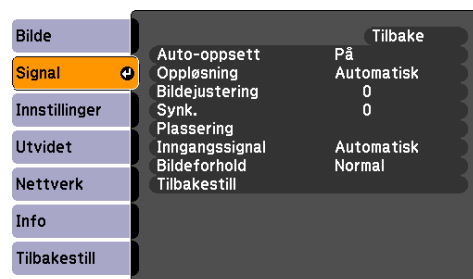 Bilde
Signal
Innstillinger
Utvidet
Nettverk
Info
Tilbakestill
Tilbake
Auto-oppsett På
Oppløsning Automatisk
Bildejustering 0
Synk. 0
Plassering
Inngangssignal Automatisk
Bildeforhold Normal
Tilbakestill